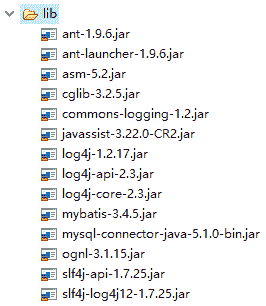 lib
ant-1.9.6.jar
ant-launcher-1.9.6.jar
asm-5.2.jar
cglib-3.2.5.jar
commons-logging-1.2.jar
javassist-3.22.0-CR2.jar
log4j-1.2.17.jar
log4j-api-2.3.jar
log4j-core-2.3.jar
mybatis-3.4.5.jar
mysql-connector-java-5.1.0-bin.jar
ognl-3.1.15.jar
slf4j-api-1.7.25.jar
slf4j-log4j12-1.7.25.jar